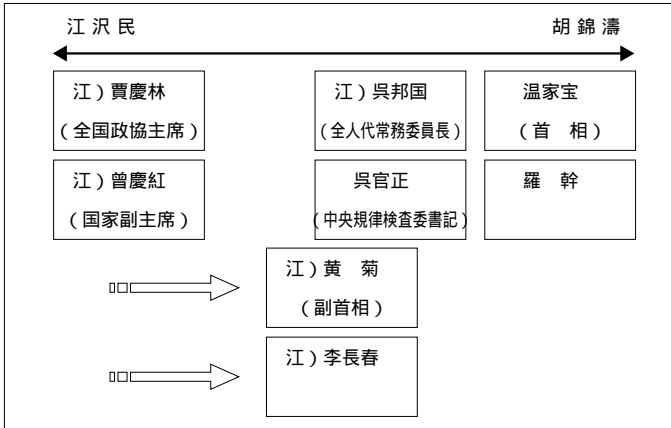 江沢民 胡錦濤
江）賈慶林 江）呉邦国 温家宝
（全国政協主席） （全人代常務委員長） （首　相）
江）曾慶紅 呉官正 羅　幹
（国家副主席） （中央規律検査委書記）
江）黄　菊
（副首相）
江）李長春